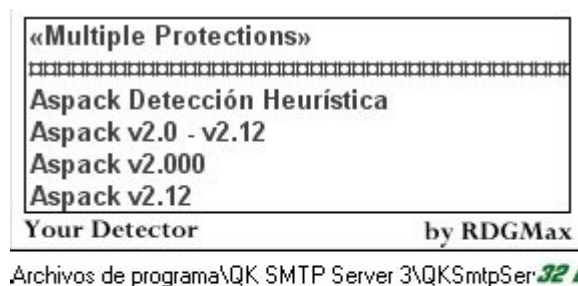 «Multiple Protections»
¤¤¤¤¤¤¤¤¤¤¤¤¤¤¤¤¤¤¤¤¤¤¤¤¤¤¤¤¤¤¤¤¤¤¤¤¤
Aspack Detección Heurística
Aspack v2.0 - v2.12
Aspack v2.000
Aspack v2.12
Your Detector by RDGMax
Archivos de programa\QK SMTP Server 3\QKSmtpSer 32